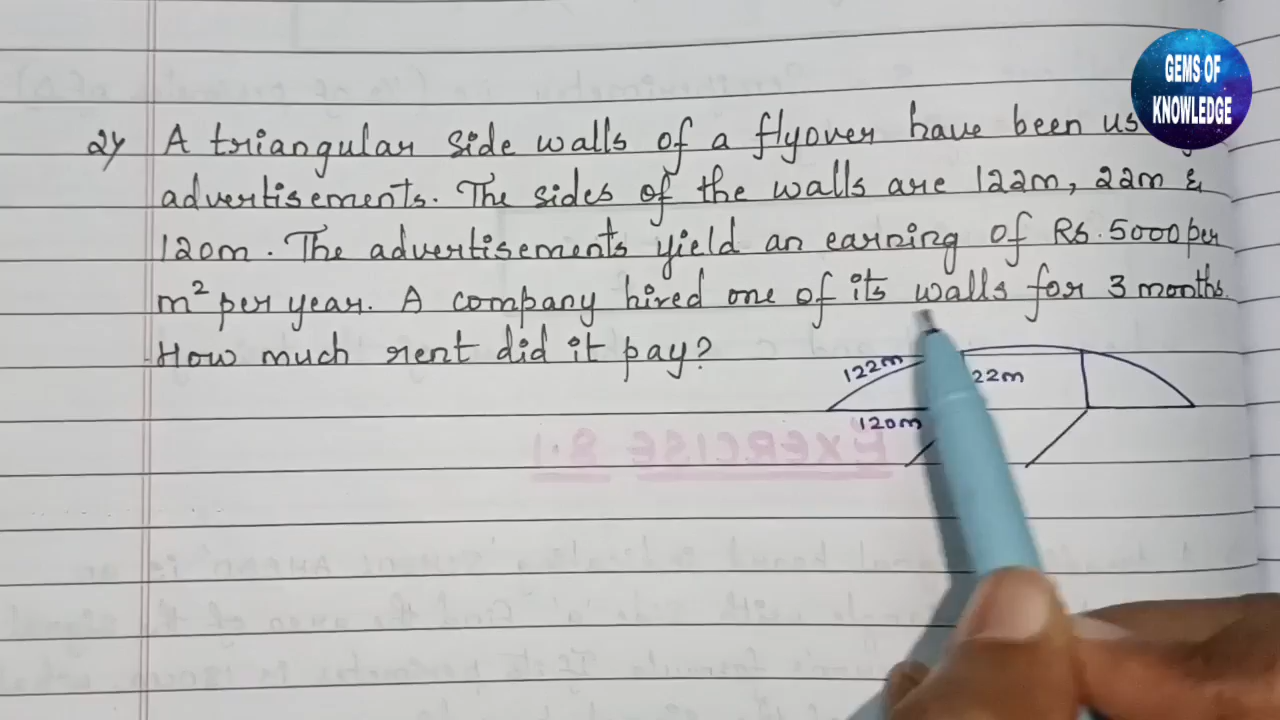 2) A triangular side walls of a flyover have been us
advertisements. The sides of the walls are 122m, 22m &
120m. The advertisements yield an earning of Rs. 5000 per
m² per year. A company hired one of its walls for 3 months.
How much rent did it pay?
122m
22m
120m
EXERCISE 8.1
GEMS OF
KNOWLEDGE